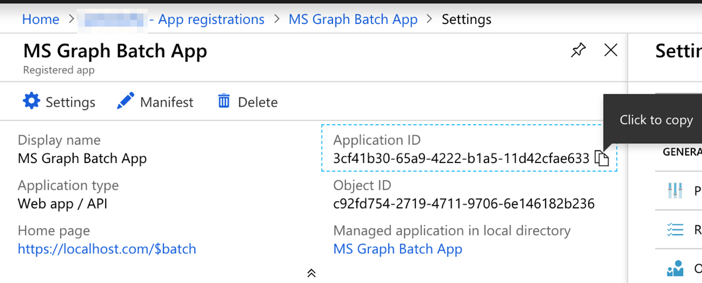 Home > - App registrations > MS Graph Batch App > Settings
MS Graph Batch App
Registered app
Settings Manifest Delete
Display name
MS Graph Batch App
Application type
Web app / API
Home page
https://localhost.com/$batch
Application ID
3cf41b30-65a9-4222-b1a5-11d42cfae633
Object ID
c92fd754-2719-4711-9706-6e146182b236
Managed application in local directory
MS Graph Batch App
Click to copy
Settin
GENERA
P
R
O